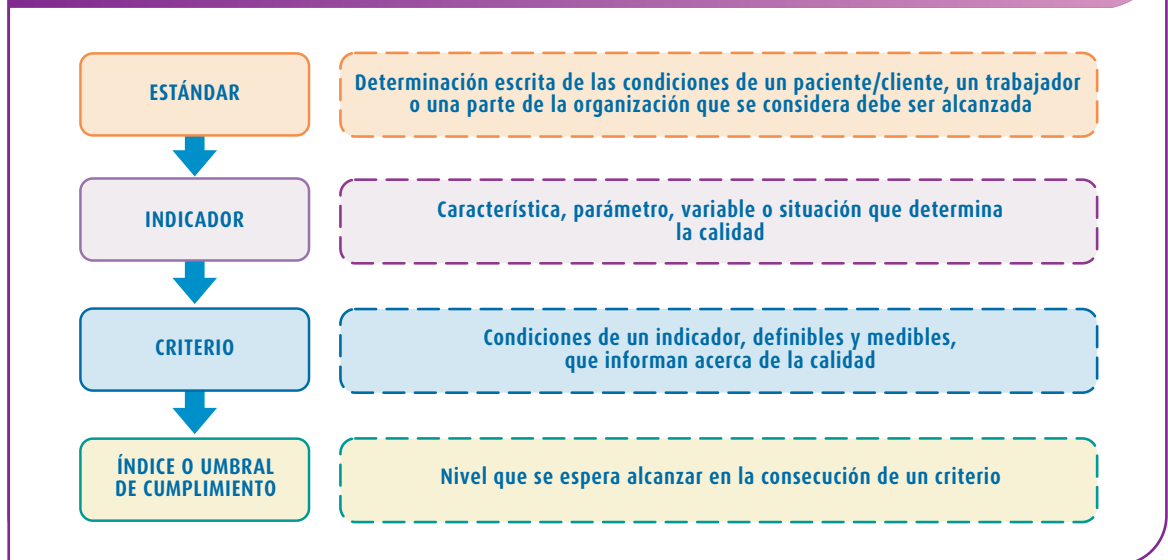 ESTÁNDAR
Determinación escrita de las condiciones de un paciente/cliente, un trabajador
o una parte de la organización que se considera debe ser alcanzada
INDICADOR
Característica, parámetro, variable o situación que determina
la calidad
CRITERIO
Condiciones de un indicador, definibles y medibles,
que informan acerca de la calidad
ÍNDICE O UMBRAL
DE CUMPLIMIENTO
Nivel que se espera alcanzar en la consecución de un criterio